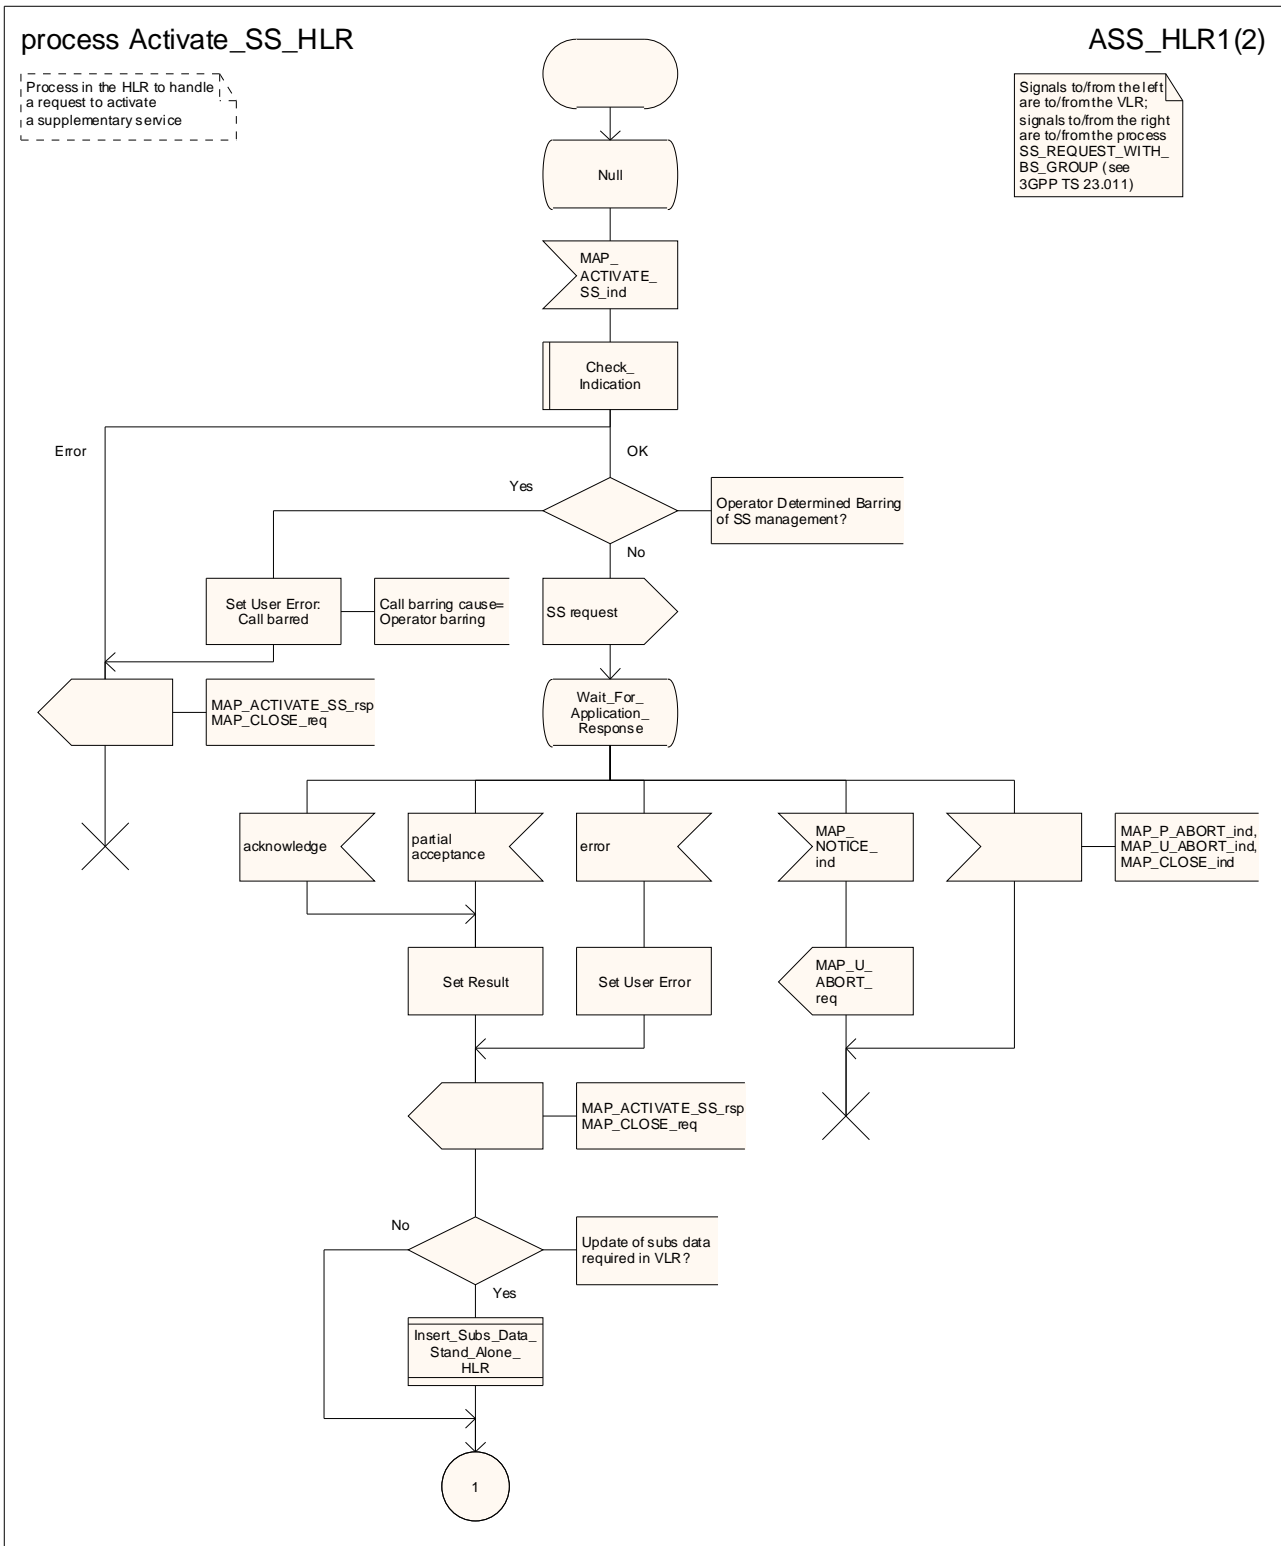 process Activate_SS_HLR
ASS_HLR1(2)
Process in the HLR to handle
a request to activate
a supplementary service
Signals to/from the left
are to/from the VLR;
signals to/from the right
are to/from the process
SS_REQUEST_WITH_
BS_GROUP (see
3GPP TS 23.011)
Null
MAP_
ACTIVATE_
SS_ind
Check_
Indication
Error
OK
Yes
Operator Determined Barring
of SS management?
No
Set User Error:
Call barred
Call barring cause=
Operator barring
SS request
MAP_ACTIVATE_SS_rsp
MAP_CLOSE_req
Wait_For_
Application_
Response
acknowledge
partial
acceptance
error
MAP_
NOTICE_
ind
MAP_P_ABORT_ind,
MAP_U_ABORT_ind,
MAP_CLOSE_ind
Set Result
Set User Error
MAP_U_
ABORT_
req
MAP_ACTIVATE_SS_rsp
MAP_CLOSE_req
No
Update of subs data
required in VLR?
Yes
Insert_Subs_Data_
Stand_Alone_
HLR
1